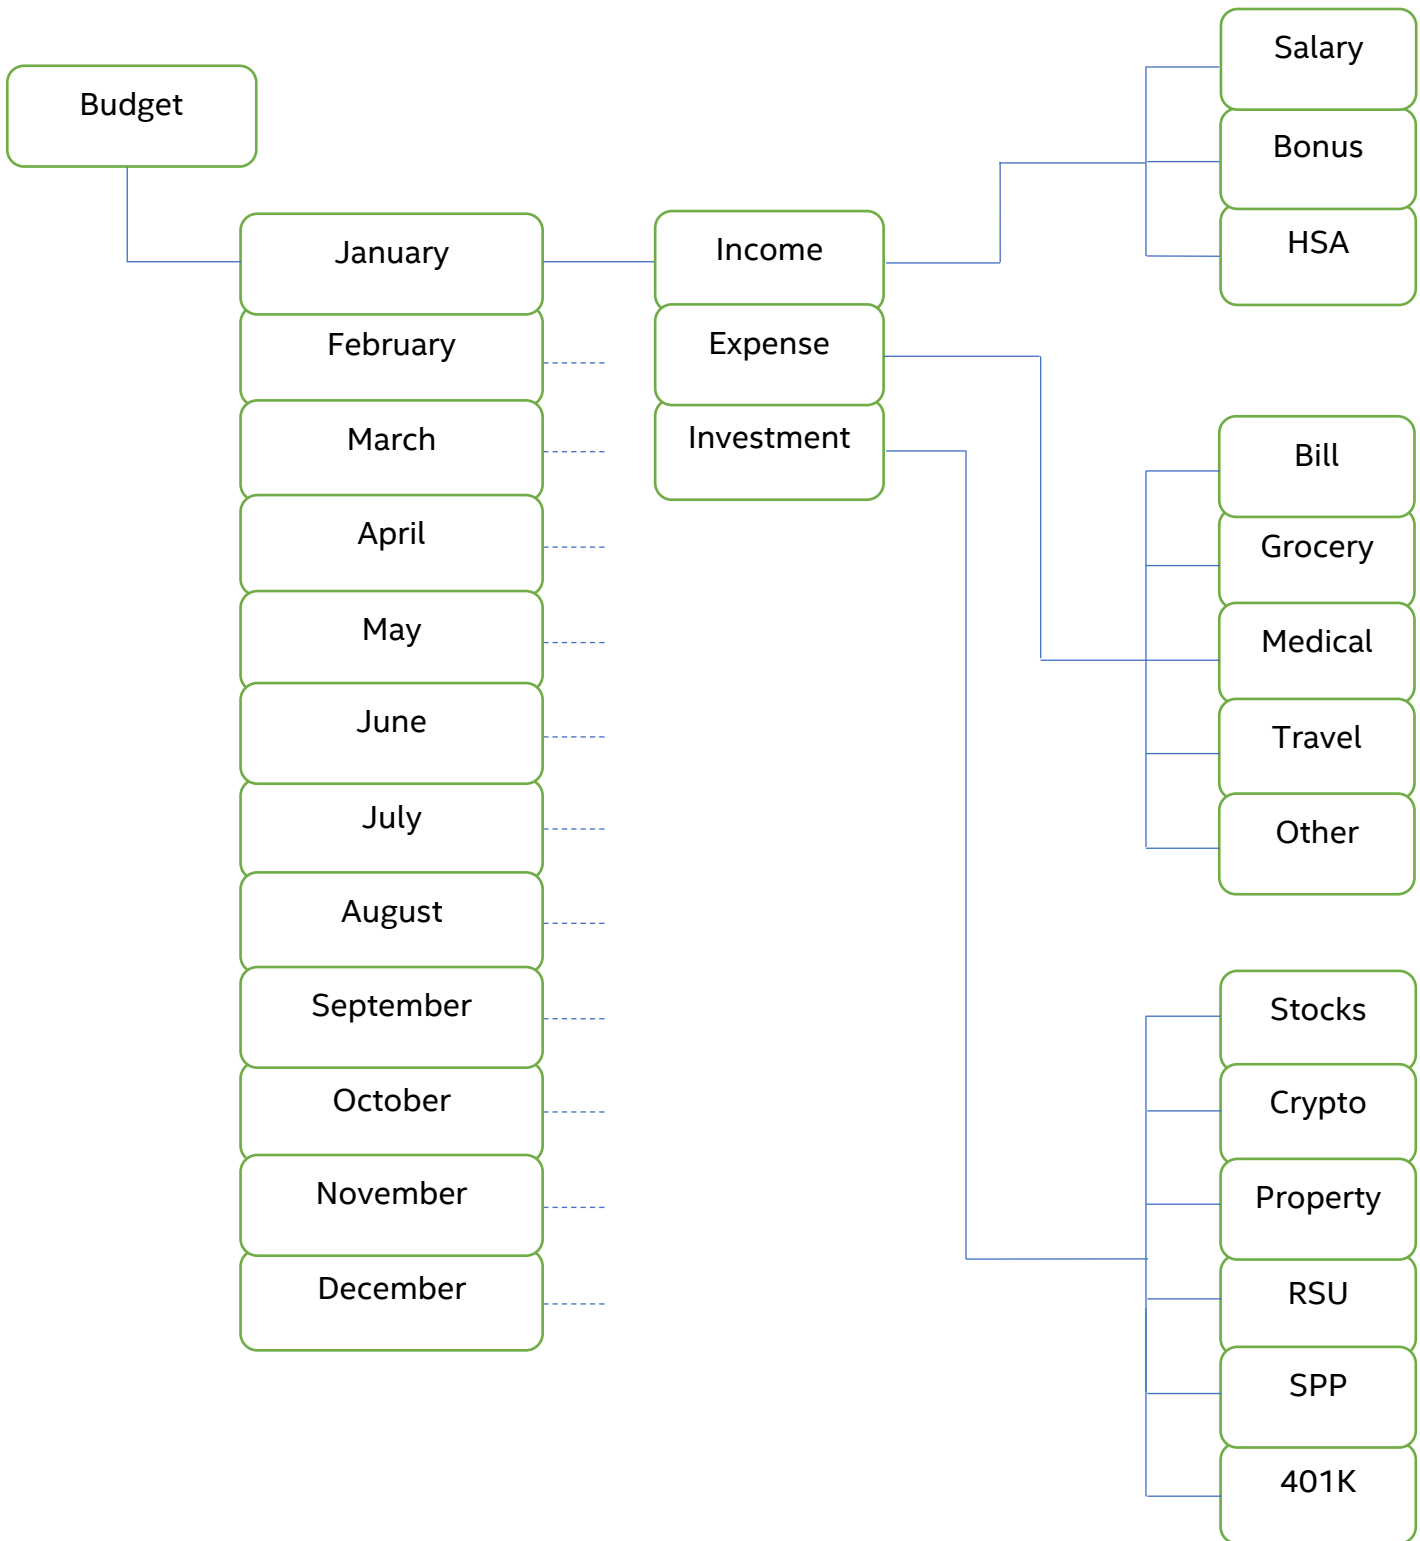 Budget
January
February
March
April
May
June
July
August
September
October
November
December
Income
Expense
Investment
Salary
Bonus
HSA
Bill
Grocery
Medical
Travel
Other
Stocks
Crypto
Property
RSU
SPP
401K